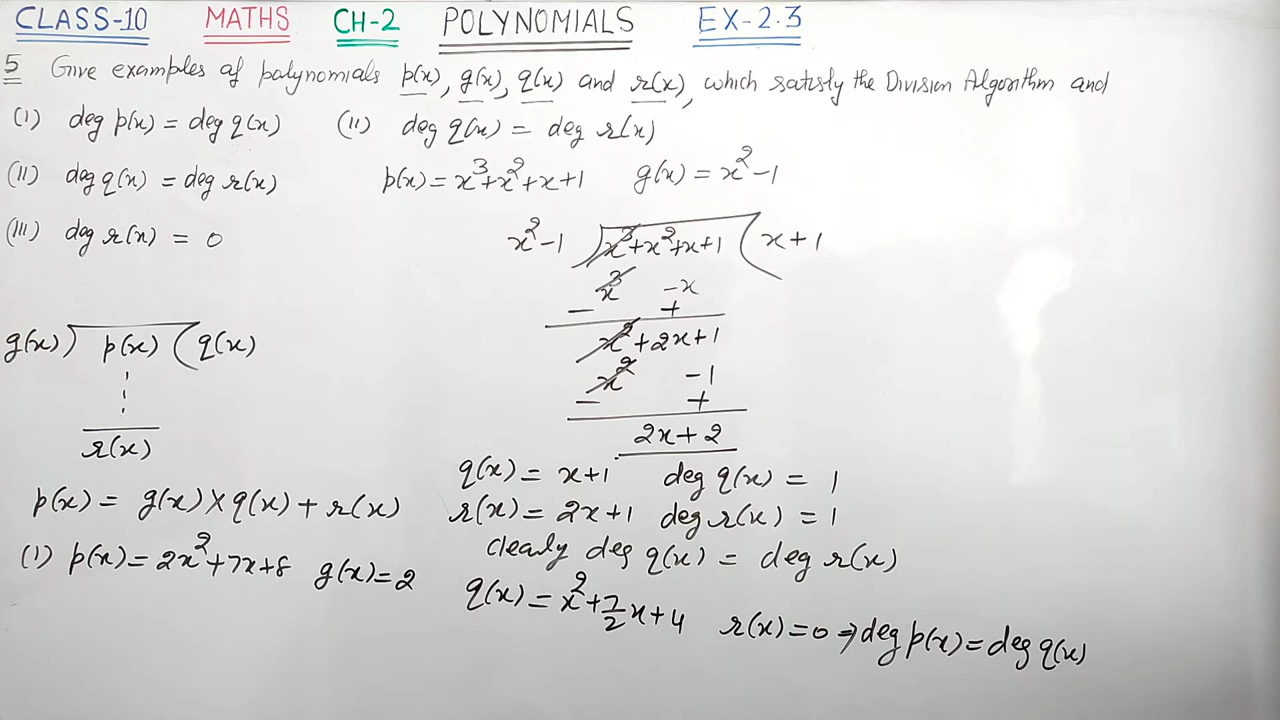 CLASS-10 MATHS CH-2 POLYNOMIALS EX-2.3
5 Give examples of polynomials p(x), g(x), q(x) and r(x), which satisfy the Division Algorithm and
(I) deg p(x) = deg q(x)
(II) deg q(x) = deg r(x)
(III) deg r(x) = 0
g(x) ) p(x) ( q(x)
r(x)
p(x) = g(x) × q(x) + r(x)
(I) p(x) = 2x²+7x+8 g(x) = 2
q(x) = x²+7/2x+4 r(x) = 0 ⇒ deg p(x) = deg q(x)
(II) deg q(x) = deg r(x)
p(x) = x³+x²+x+1 g(x) = x²-1
x²-1 ) x³+x²+x+1 ( x+1
x³ -x
- +
x²+2x+1
x² -1
- +
2x+2
q(x) = x+1 deg q(x) = 1
r(x) = 2x+1 deg r(x) = 1
clearly deg q(x) = deg r(x)